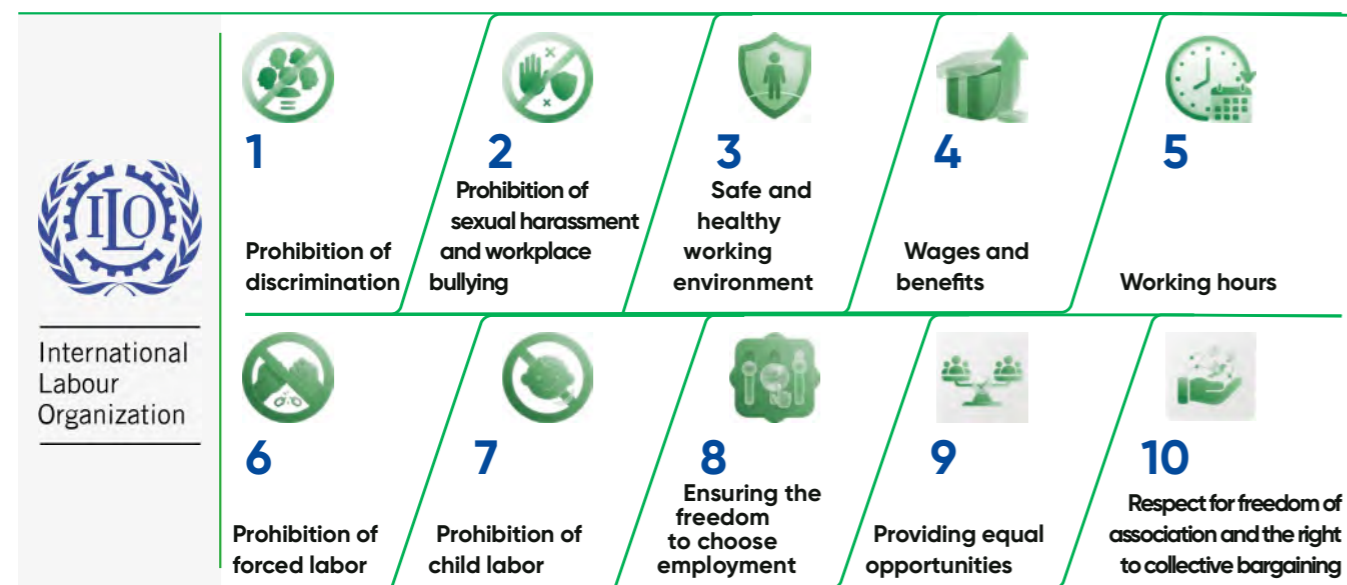 ILO
International
Labour
Organization
1
Prohibition of
discrimination
2
Prohibition of
sexual harassment
and workplace
bullying
3
Safe and
healthy
working
environment
4
Wages and
benefits
5
Working hours
6
Prohibition of
forced labor
7
Prohibition of
child labor
8
Ensuring the
freedom
to choose
employment
9
Providing equal
opportunities
10
Respect for freedom of
association and the right
to collective bargaining